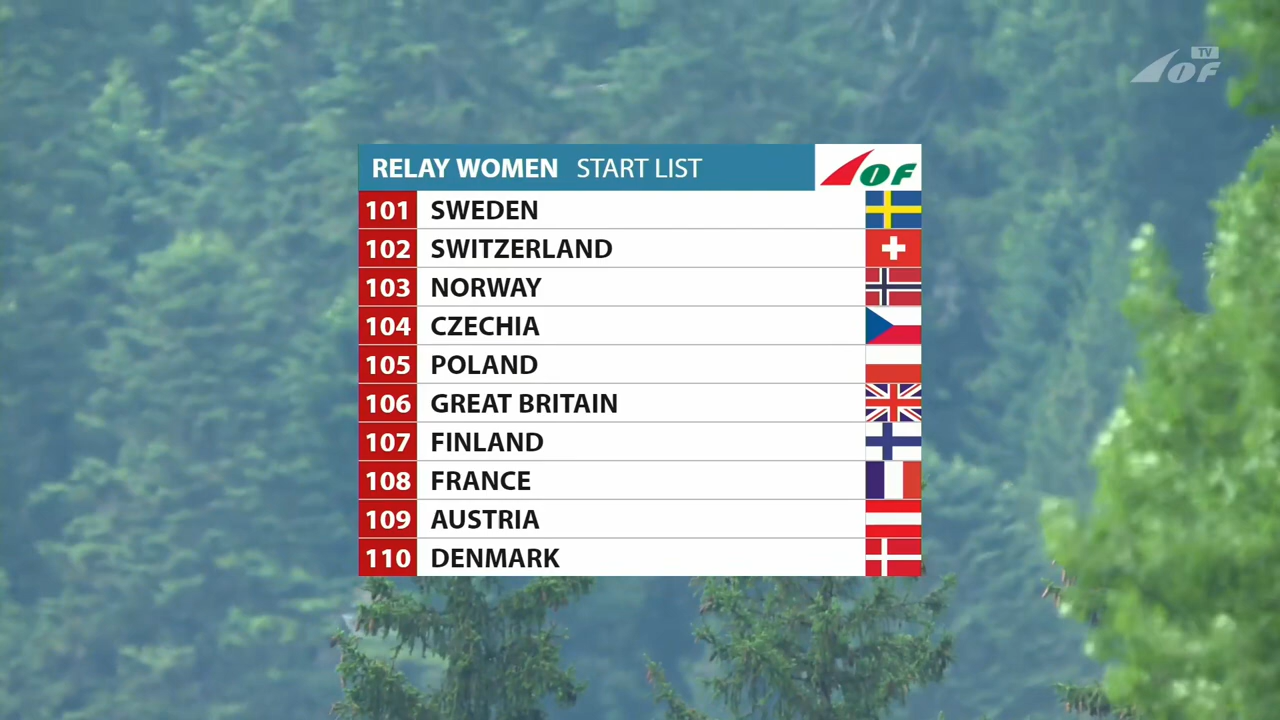 TV
OF
RELAY WOMEN START LIST
OF
101 SWEDEN
102 SWITZERLAND
103 NORWAY
104 CZECHIA
105 POLAND
106 GREAT BRITAIN
107 FINLAND
108 FRANCE
109 AUSTRIA
110 DENMARK